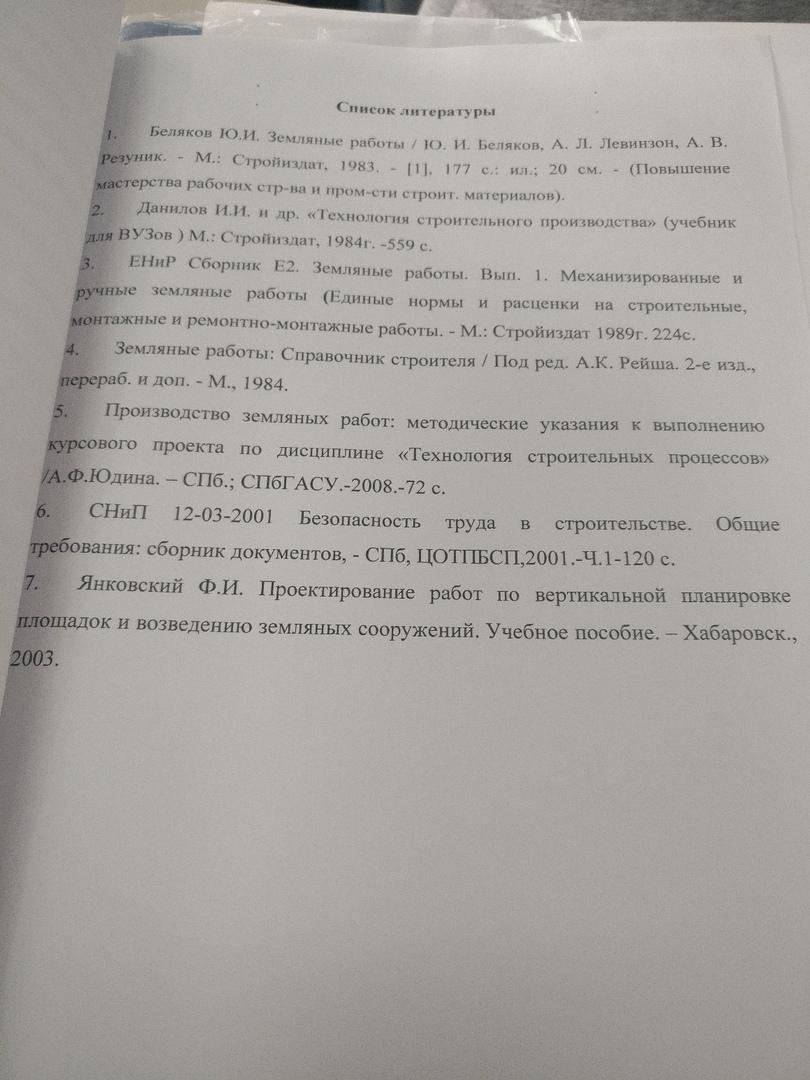 Список литературы
1. Беляков Ю.И. Земляные работы / Ю. И. Беляков, А. Л. Левинзон, А. В.
Резуник. - М.: Стройиздат, 1983. - [1], 177 с.: ил.; 20 см. - (Повышение
мастерства рабочих стр-ва и пром-сти строит. материалов).
2. Данилов И.И. и др. «Технология строительного производства» (учебник
для ВУЗов ) М.: Стройиздат, 1984г. -559 с.
3. ЕНиР Сборник Е2. Земляные работы. Вып. 1. Механизированные и
ручные земляные работы (Единые нормы и расценки на строительные,
монтажные и ремонтно-монтажные работы. - М.: Стройиздат 1989г. 224с.
4. Земляные работы: Справочник строителя / Под ред. А.К. Рейша. 2-е изд.,
перераб. и доп. - М., 1984.
5. Производство земляных работ: методические указания к выполнению
курсового проекта по дисциплине «Технология строительных процессов»
/А.Ф.Юдина. – СПб.; СПбГАСУ.-2008.-72 с.
6. СНиП 12-03-2001 Безопасность труда в строительстве. Общие
требования: сборник документов, - СПб, ЦОТПБСП,2001.-Ч.1-120 с.
7. Янковский Ф.И. Проектирование работ по вертикальной планировке
площадок и возведению земляных сооружений. Учебное пособие. – Хабаровск.,
2003.